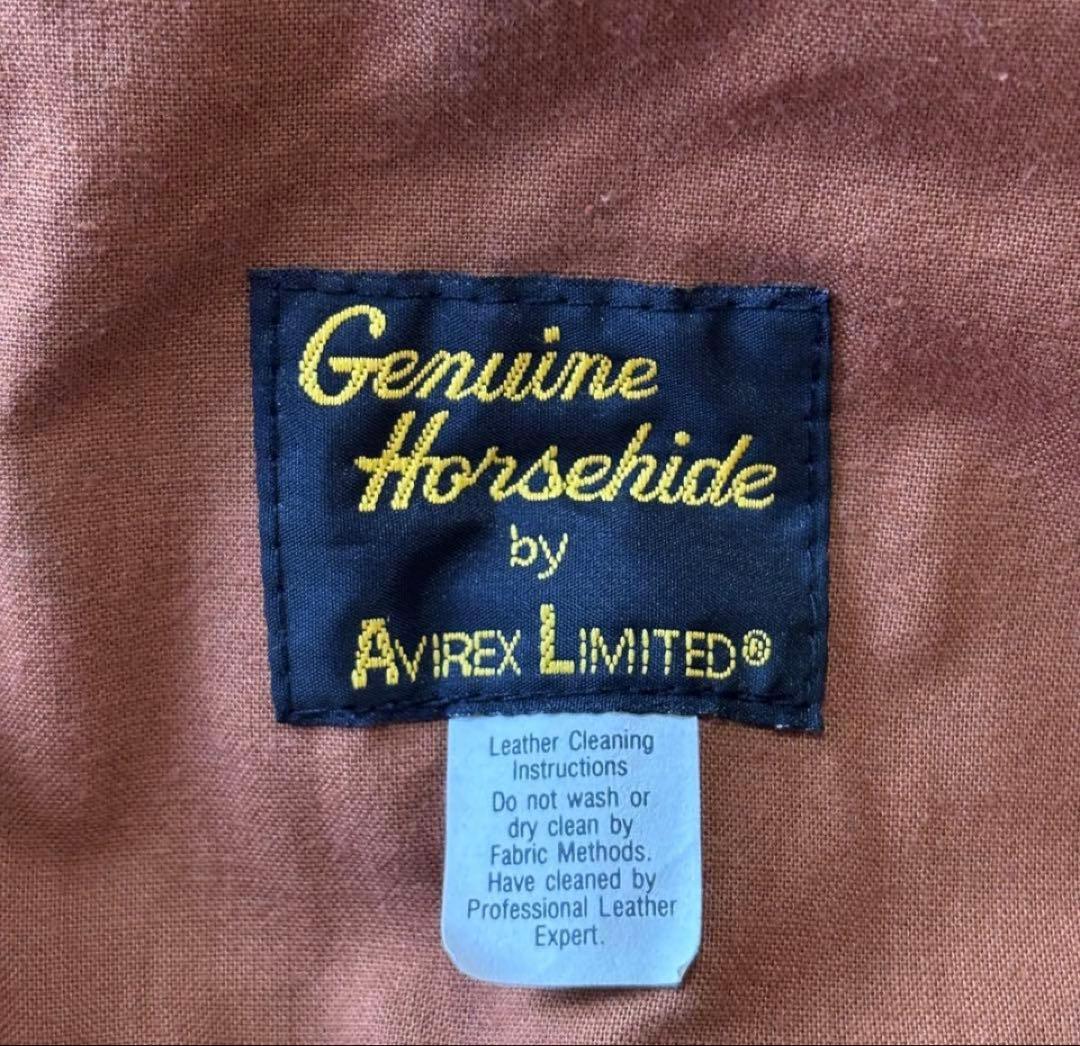 Genuine
Horsehide
by
AVIREX LIMITED®
Leather Cleaning
Instructions
Do not wash or
dry clean by
Fabric Methods.
Have cleaned by
Professional Leather
Expert.